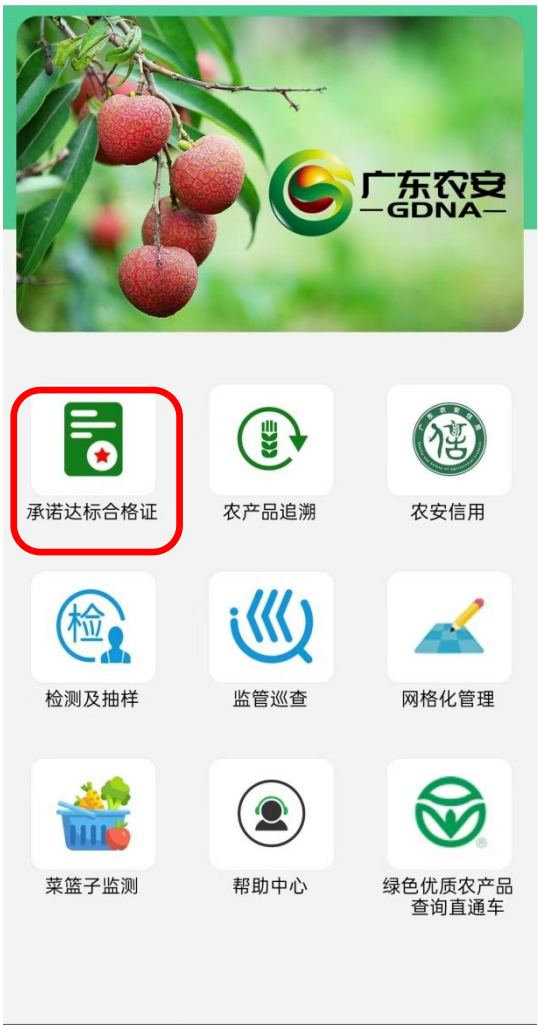 广东农安
—GDNA—
承诺达标合格证
农产品追溯
信
农安信用
检
检测及抽样
监管巡查
网格化管理
菜篮子监测
帮助中心
®
绿色优质农产品
查询直通车